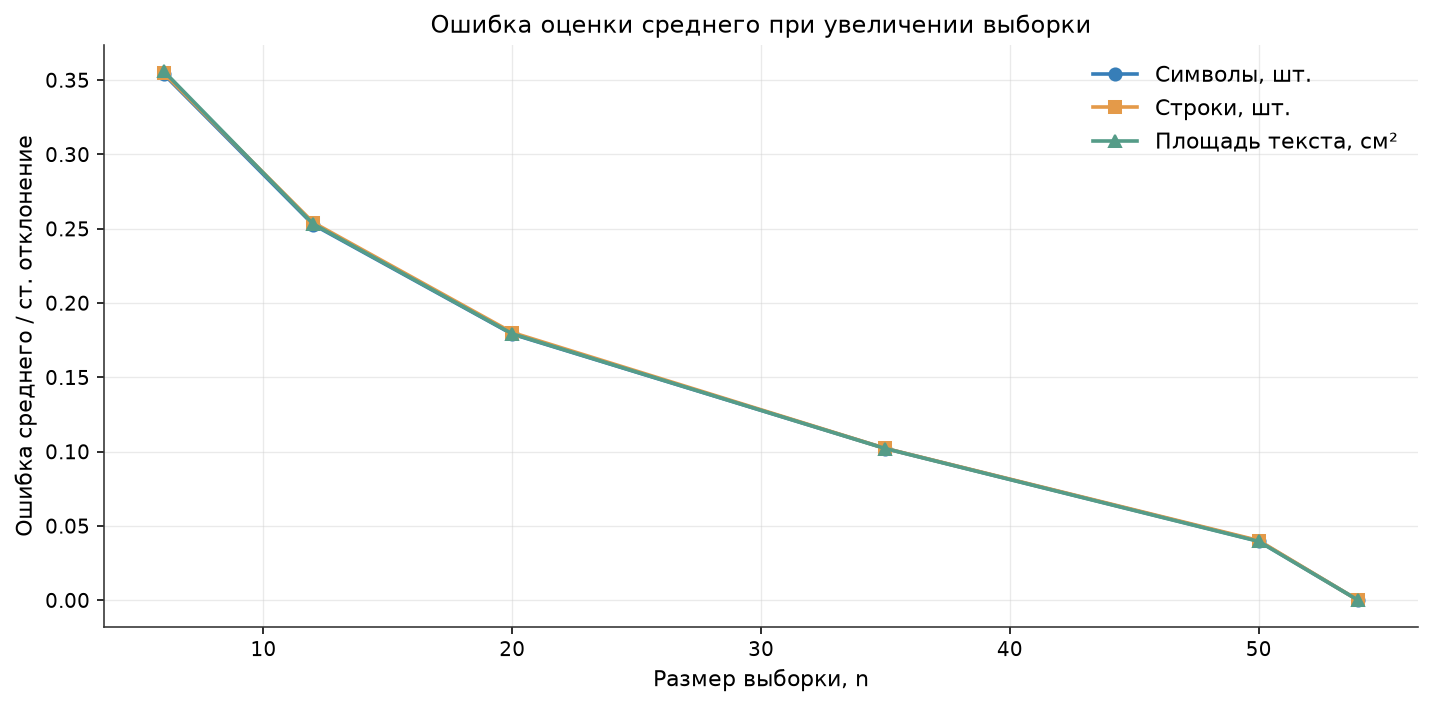 Ошибка оценки среднего при увеличении выборки
Символы, шт.
Строки, шт.
Площадь текста, см²
Ошибка среднего / ст. отклонение
0.35
0.30
0.25
0.20
0.15
0.10
0.05
0.00
10 20 30 40 50
Размер выборки, n